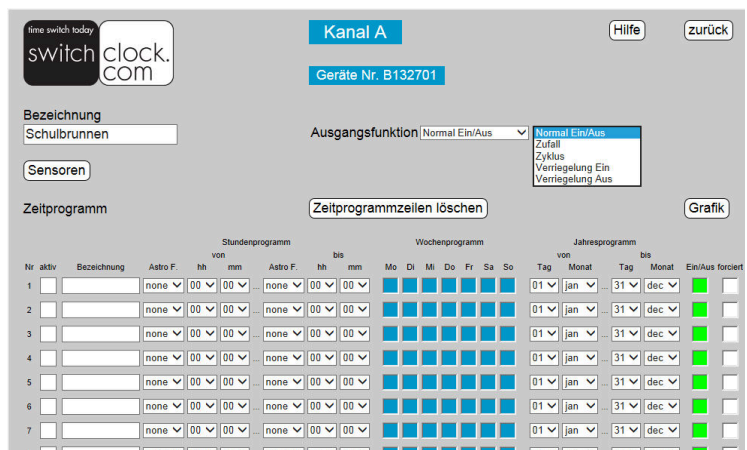 time switch today
switch clock.
com
Kanal A
Hilfe
zurück
Geräte Nr. B132701
Bezeichnung
Schulbrunnen
Ausgangsfunktion Normal Ein/Aus
Normal Ein/Aus
Zufall
Zyklus
Verriegelung Ein
Verriegelung Aus
Sensoren
Zeitprogramm
Zeitprogrammzeilen löschen
Grafik
Stundenprogramm Wochenprogramm Jahresprogramm
von bis von bis
Nr aktiv Bezeichnung Astro F. hh mm Astro F. hh mm Mo Di Mi Do Fr Sa So Tag Monat Tag Monat Ein/Aus forciert
1 none 00 00 ... none 00 00 01 jan ... 31 dec
2 none 00 00 ... none 00 00 01 jan ... 31 dec
3 none 00 00 ... none 00 00 01 jan ... 31 dec
4 none 00 00 ... none 00 00 01 jan ... 31 dec
5 none 00 00 ... none 00 00 01 jan ... 31 dec
6 none 00 00 ... none 00 00 01 jan ... 31 dec
7 none 00 00 ... none 00 00 01 jan ... 31 dec